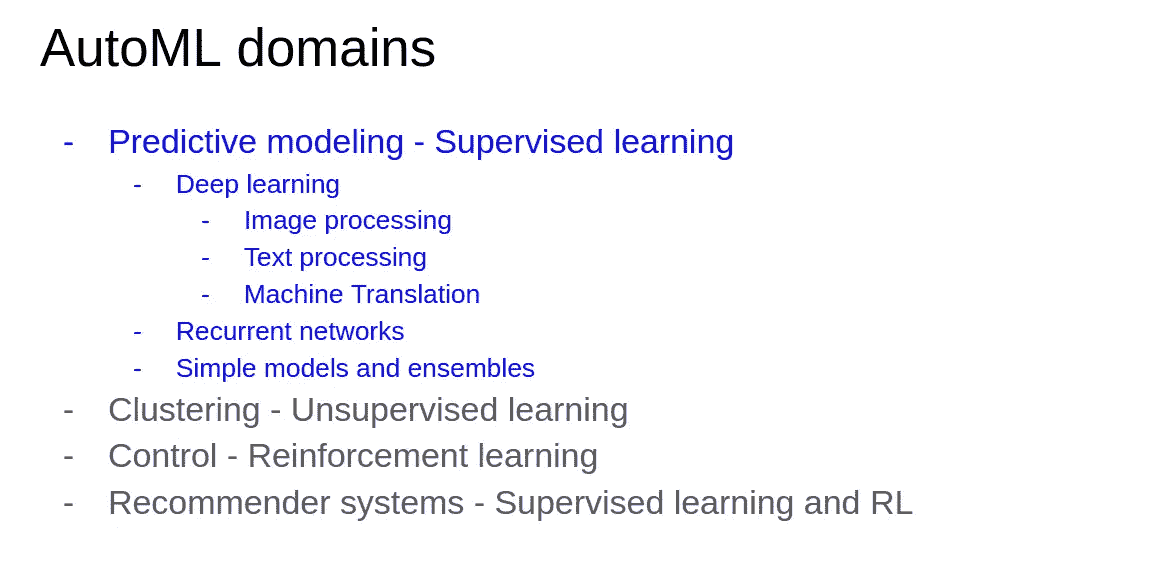 AutoML domains
- Predictive modeling - Supervised learning
- Deep learning
- Image processing
- Text processing
- Machine Translation
- Recurrent networks
- Simple models and ensembles
- Clustering - Unsupervised learning
- Control - Reinforcement learning
- Recommender systems - Supervised learning and RL